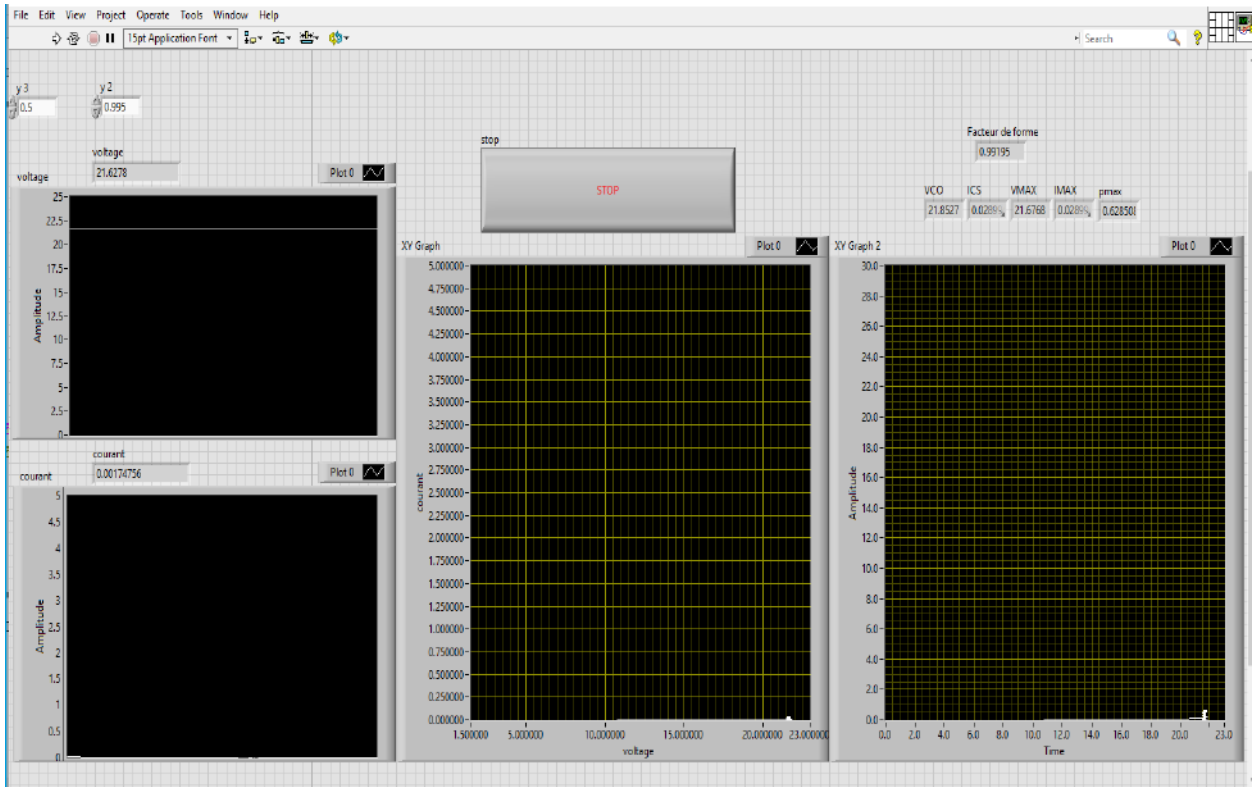 File Edit View Project Operate Tools Window Help
15pt Application Font
Search
y 3
y 2
0.5
0.995
voltage
21.6278
voltage
Plot 0
25
22.5
20
17.5
15
12.5
10
7.5
5
2.5
0
Amplitude
courant
0.00174756
courant
Plot 0
5
4.5
4
3.5
3
2.5
2
1.5
1
0.5
0
Amplitude
stop
STOP
Facteur de forme
0.99195
VCO ICS VMAX IMAX pmax
21.8527 0.0289 21.6768 0.0289 0.62850
XY Graph
Plot 0
5.000000
4.750000
4.500000
4.250000
4.000000
3.750000
3.500000
3.250000
3.000000
2.750000
2.500000
2.250000
2.000000
1.750000
1.500000
1.250000
1.000000
0.750000
0.500000
0.250000
0.000000
courant
1.500000 5.000000 10.000000 15.000000 20.000000 23.000000
voltage
XY Graph 2
Plot 0
30.0
28.0
26.0
24.0
22.0
20.0
18.0
16.0
14.0
12.0
10.0
8.0
6.0
4.0
2.0
0.0
Amplitude
0.0 2.0 4.0 6.0 8.0 10.0 12.0 14.0 16.0 18.0 20.0 23.0
Time